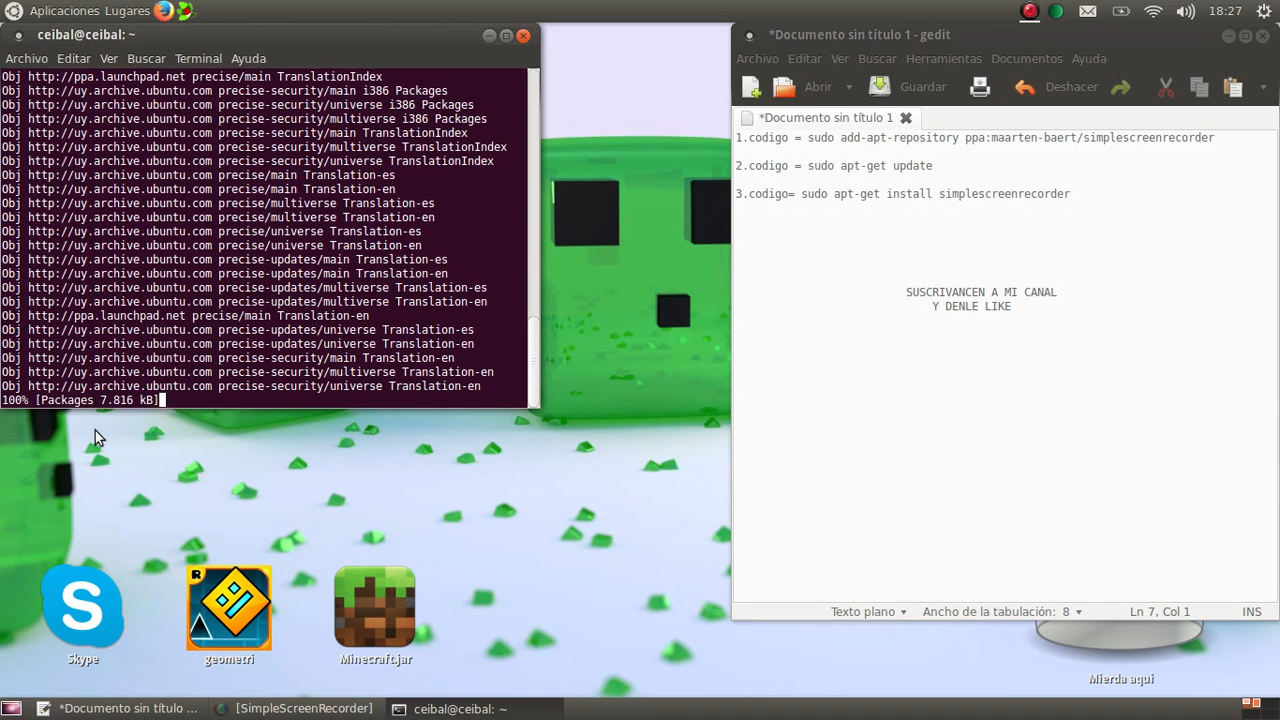 Aplicaciones Lugares
18:27
ceibal@ceibal: ~
Archivo Editar Ver Buscar Terminal Ayuda
Obj http://ppa.launchpad.net precise/main TranslationIndex
Obj http://uy.archive.ubuntu.com precise-security/main i386 Packages
Obj http://uy.archive.ubuntu.com precise-security/universe i386 Packages
Obj http://uy.archive.ubuntu.com precise-security/multiverse i386 Packages
Obj http://uy.archive.ubuntu.com precise-security/main TranslationIndex
Obj http://uy.archive.ubuntu.com precise-security/multiverse TranslationIndex
Obj http://uy.archive.ubuntu.com precise-security/universe TranslationIndex
Obj http://uy.archive.ubuntu.com precise/main Translation-es
Obj http://uy.archive.ubuntu.com precise/main Translation-en
Obj http://uy.archive.ubuntu.com precise/multiverse Translation-es
Obj http://uy.archive.ubuntu.com precise/multiverse Translation-en
Obj http://uy.archive.ubuntu.com precise/universe Translation-es
Obj http://uy.archive.ubuntu.com precise/universe Translation-en
Obj http://uy.archive.ubuntu.com precise-updates/main Translation-es
Obj http://uy.archive.ubuntu.com precise-updates/main Translation-en
Obj http://uy.archive.ubuntu.com precise-updates/multiverse Translation-es
Obj http://uy.archive.ubuntu.com precise-updates/multiverse Translation-en
Obj http://ppa.launchpad.net precise/main Translation-en
Obj http://uy.archive.ubuntu.com precise-updates/universe Translation-es
Obj http://uy.archive.ubuntu.com precise-updates/universe Translation-en
Obj http://uy.archive.ubuntu.com precise-security/main Translation-en
Obj http://uy.archive.ubuntu.com precise-security/multiverse Translation-en
Obj http://uy.archive.ubuntu.com precise-security/universe Translation-en
100% [Packages 7.816 kB]
*Documento sin título 1 - gedit
Archivo Editar Ver Buscar Herramientas Documentos Ayuda
Abrir Guardar Deshacer
*Documento sin título 1
1.codigo = sudo add-apt-repository ppa:maarten-baert/simplescreenrecorder
2.codigo = sudo apt-get update
3.codigo= sudo apt-get install simplescreenrecorder
SUSCRIVANCEN A MI CANAL
Y DENLE LIKE
Texto plano Ancho de la tabulación: 8 Ln 7, Col 1 INS
S
R
Skype
geometri
Minecraft.jar
Mierda aqui
*Documento sin título ... [SimpleScreenRecorder] ceibal@ceibal: ~